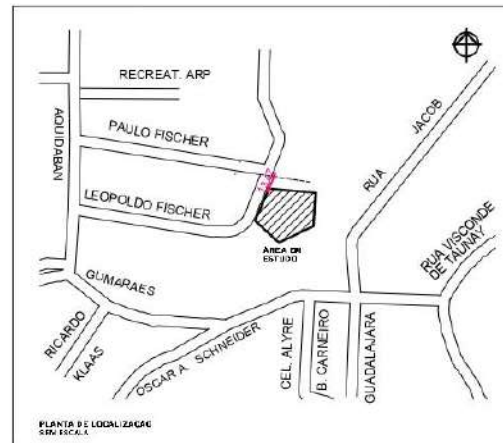 RECREAT. ARP
AQUIDABAN
PAULO FISCHER
RUA JACOB
LEOPOLDO FISCHER
ÁREA EM
ESTUDO
RUA VISCONDE
DE TAUNAY
GUMARAES
RICARDO
KLAAS
OSCAR A. SCHNEIDER
CEL. ALYRE
B. CARNEIRO
GUADALAJARA
PLANTA DE LOCALIZAÇÃO
SEM ESCALA